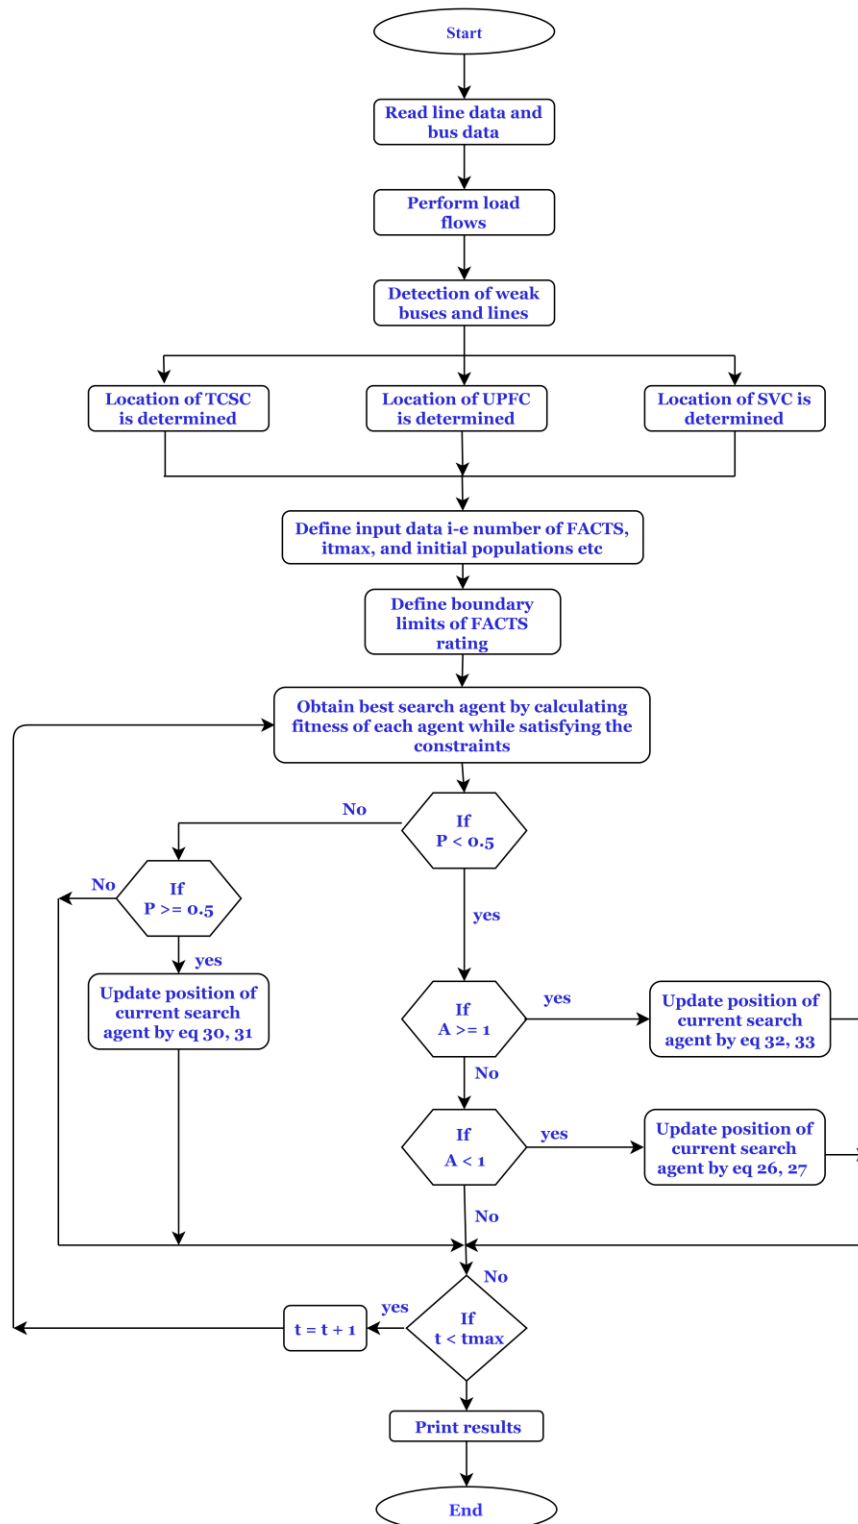 Start
Read line data and
bus data
Perform load
flows
Detection of weak
buses and lines
Location of TCSC
is determined
Location of UPFC
is determined
Location of SVC is
determined
Define input data i-e number of FACTS,
itmax, and initial populations etc
Define boundary
limits of FACTS
rating
Obtain best search agent by calculating
fitness of each agent while satisfying the
constraints
No
If
P < 0.5
No
If
P >= 0.5
yes
yes
Update position of
current search
agent by eq 30, 31
If
A >= 1
yes
Update position of
current search
agent by eq 32, 33
No
If
A < 1
yes
Update position of
current search
agent by eq 26, 27
No
No
If
t < tmax
yes
t = t + 1
Print results
End